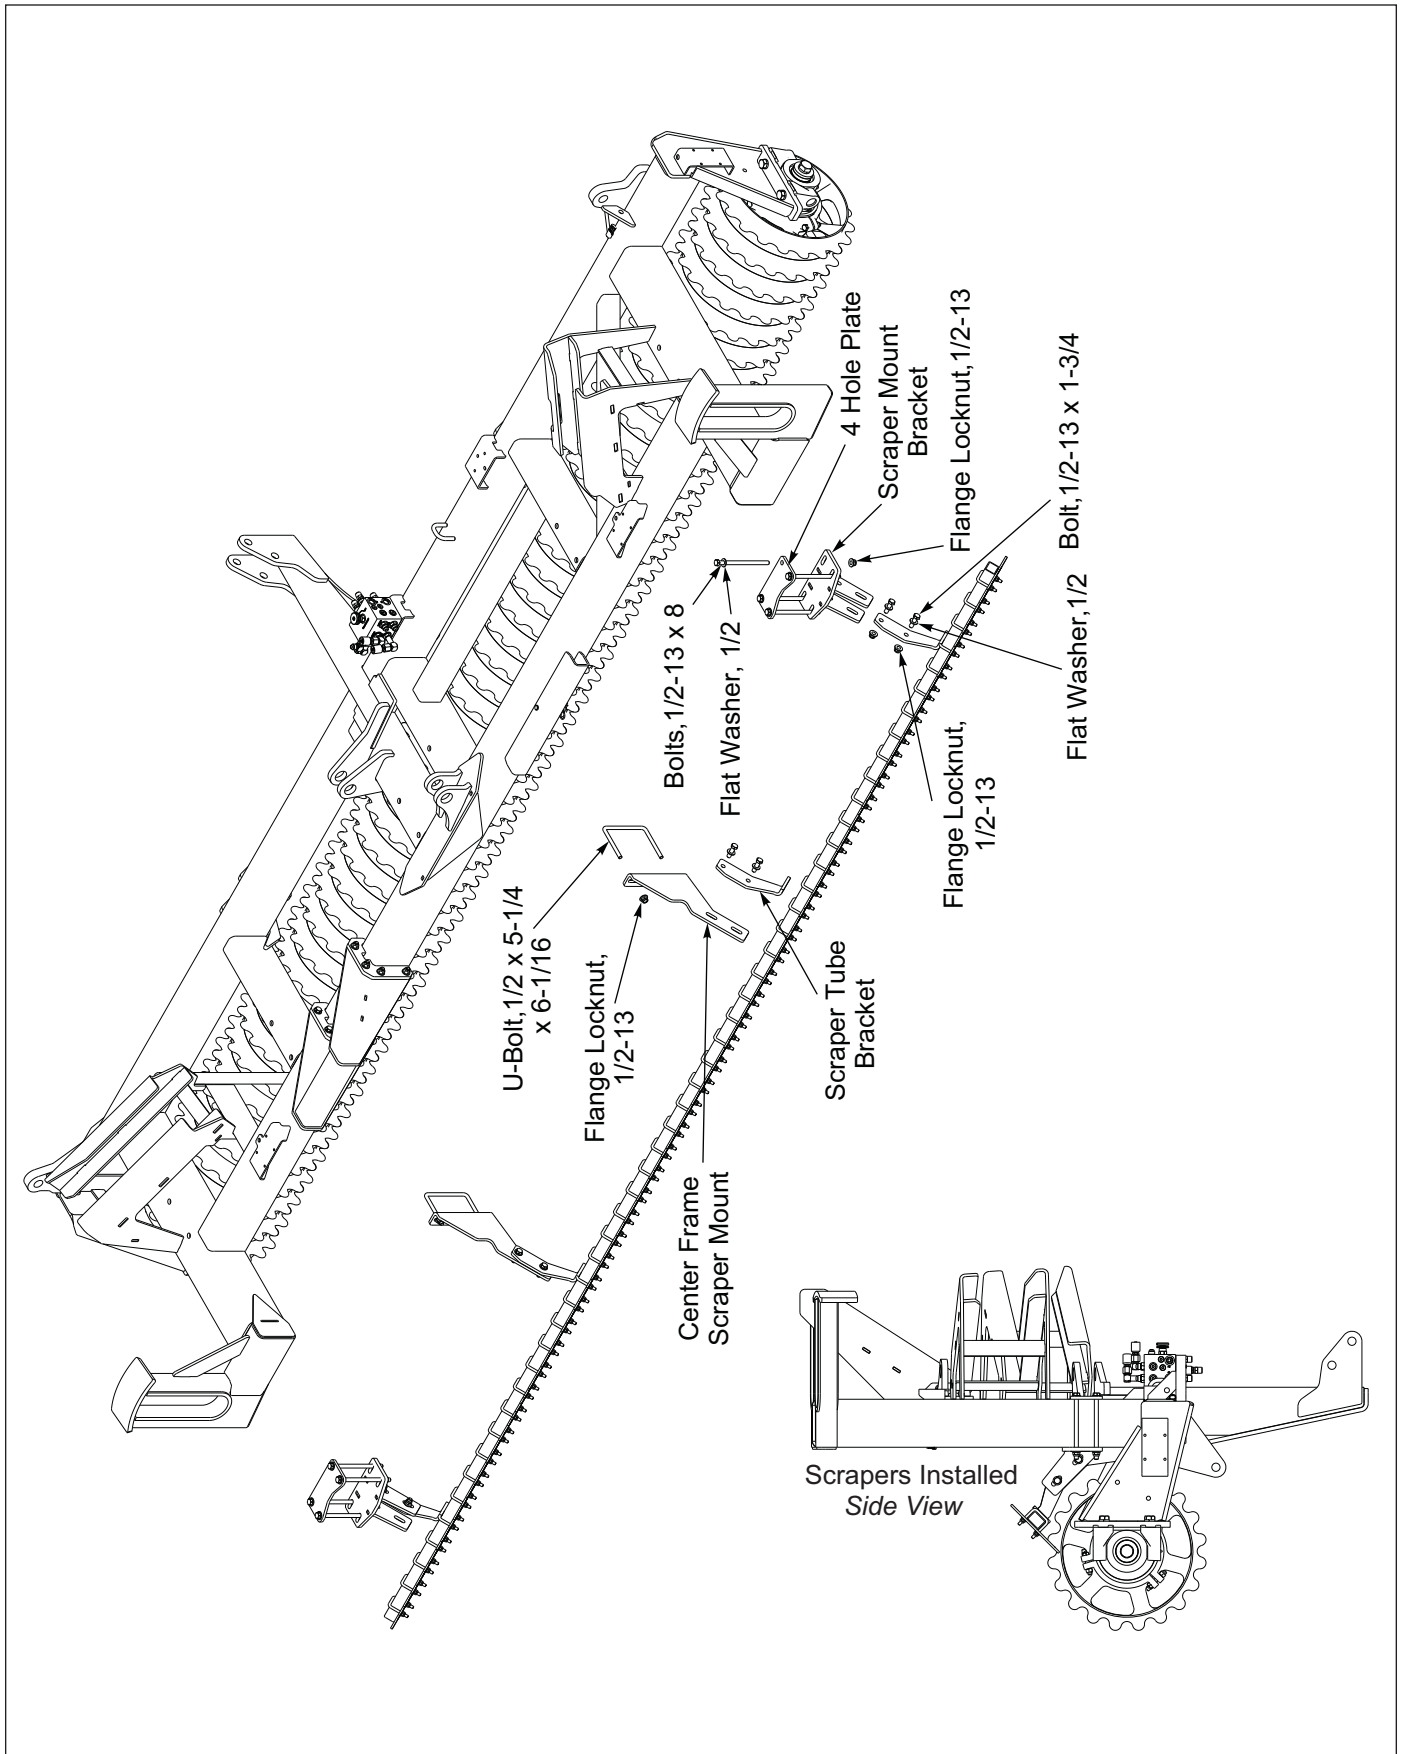 U-Bolt,1/2 x 5-1/4
x 6-1/16
Flange Locknut,
1/2-13
Center Frame
Scraper Mount
Scraper Tube
Bracket
Bolts,1/2-13 x 8
Flat Washer, 1/2
4 Hole Plate
Scraper Mount
Bracket
Flange Locknut,1/2-13
Bolt,1/2-13 x 1-3/4
Flat Washer,1/2
Flange Locknut,
1/2-13
Scrapers Installed
Side View